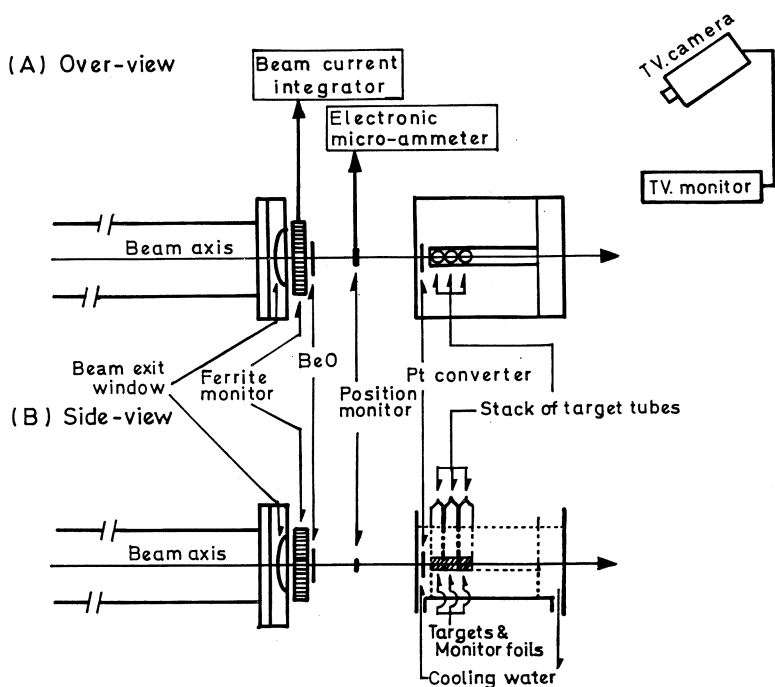 (A) Over-view
Beam current
integrator
Electronic
micro-ammeter
TV. camera
TV. monitor
Beam axis
Beam exit
window
Ferrite
monitor
BeO
Position
monitor
Pt converter
Stack of target tubes
(B) Side-view
Beam axis
Targets &
Monitor foils
Cooling water